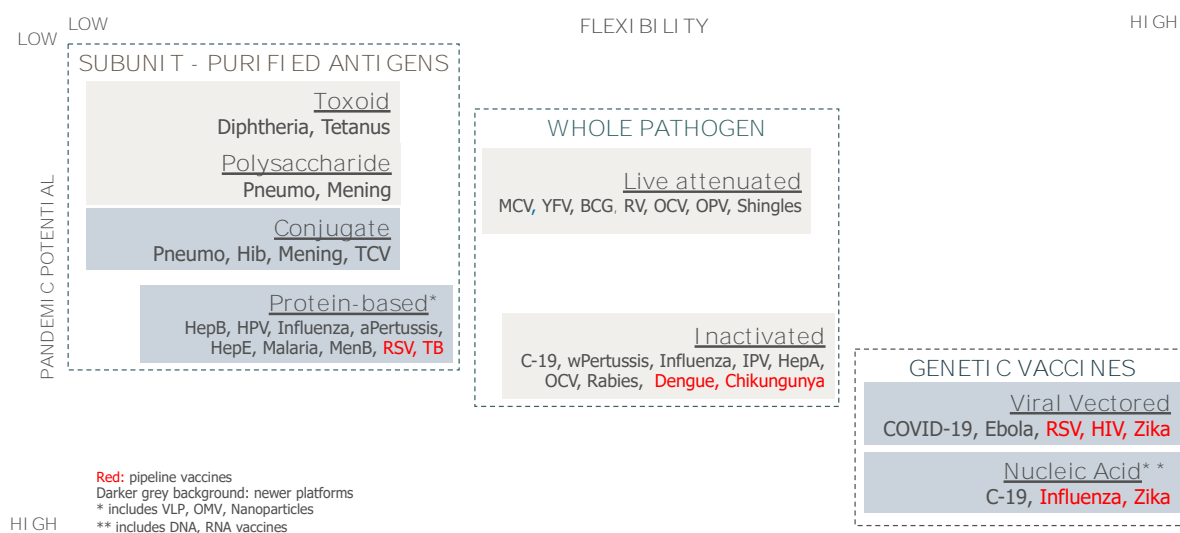 LOW
FLEXIBILITY
HIGH
LOW
SUBUNIT - PURIFIED ANTIGENS
Toxoid
Diphtheria, Tetanus
Polysaccharide
Pneumo, Mening
Conjugate
Pneumo, Hib, Mening, TCV
Protein-based*
HepB, HPV, Influenza, aPertussis,
HepE, Malaria, MenB, RSV, TB
PANDEMIC POTENTIAL
WHOLE PATHOGEN
Live attenuated
MCV, YFV, BCG, RV, OCV, OPV, Shingles
Inactivated
C-19, wPertussis, Influenza, IPV, HepA,
OCV, Rabies, Dengue, Chikungunya
GENETIC VACCINES
Viral Vectored
COVID-19, Ebola, RSV, HIV, Zika
Nucleic Acid**
C-19, Influenza, Zika
Red: pipeline vaccines
Darker grey background: newer platforms
* includes VLP, OMV, Nanoparticles
** includes DNA, RNA vaccines
HIGH